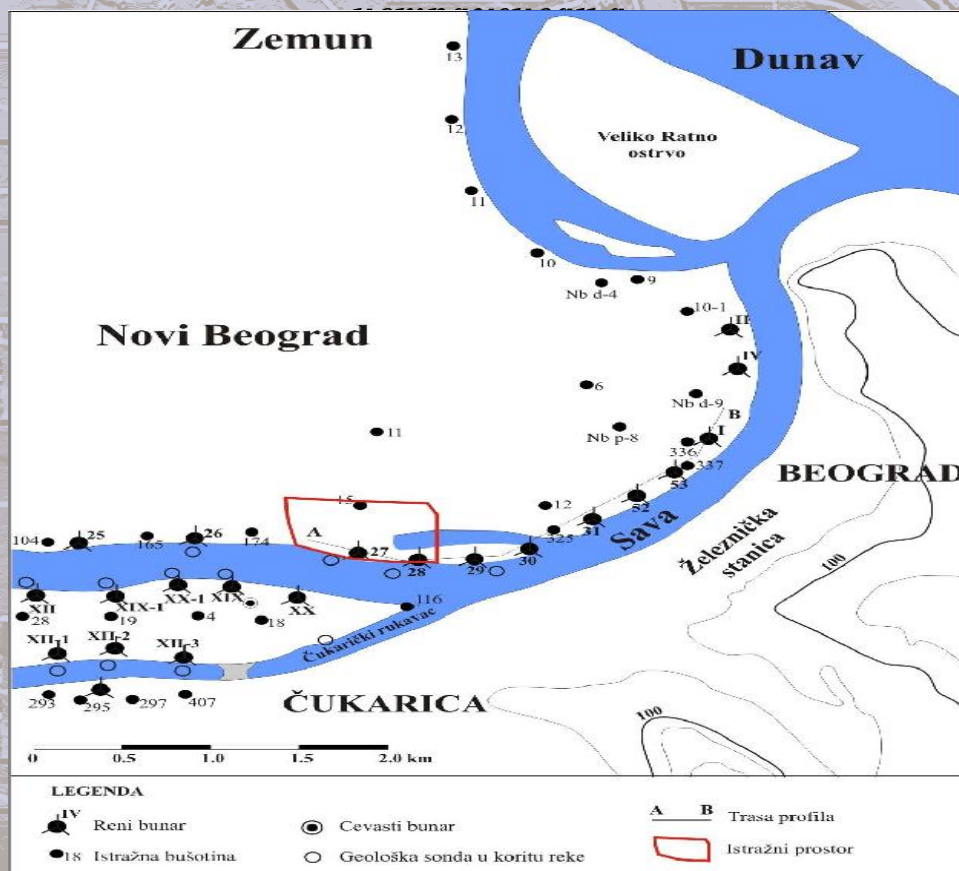 Zemun
13
Dunav
12
Veliko Ratno
ostrvo
11
10
Nb d-4
9
10-1
II
Novi Beograd
IV
6
Nb d-9
B
11
Nb p-8
I
336
337
BEOGRAD
53
15
52
12
A
31
Sava
Železnička
stanica
100
104
25
165
26
174
27
325
28
29
30
XII
XIX-1
XX-1
XIX
XX
116
28
19
4
18
Čukarički rukavac
XII-1
XII-2
XII-3
293
295
297
407
ČUKARICA
100
0 0.5 1.0 1.5 2.0 km
LEGENDA
IV
Reni bunar
Cevasti bunar
A B
Trasa profila
18 Istražna bušotina
Geološka sonda u koritu reke
Istražni prostor